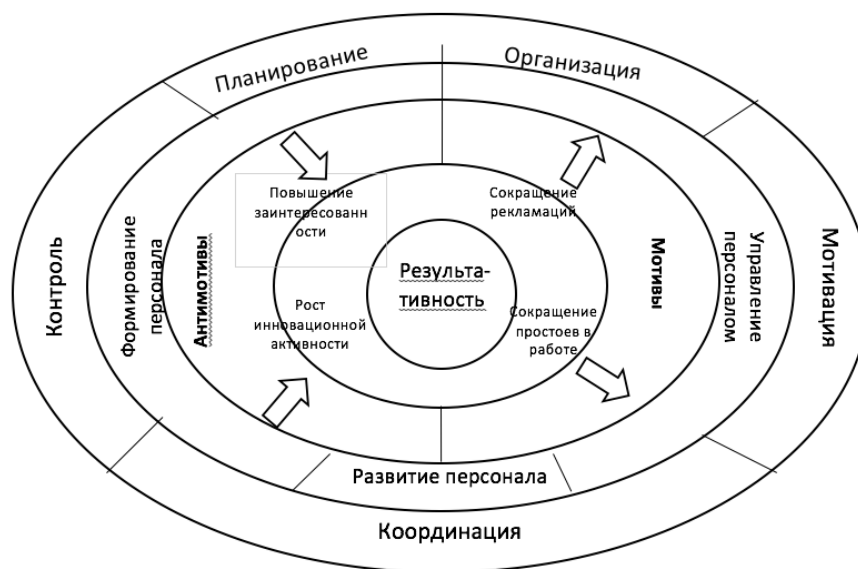 Планирование
Организация
Повышение
заинтересованн
ости
Сокращение
рекламаций
Контроль
Формирование
персонала
Антимотивы
Результа-
тивность
Мотивы
Управление
персоналом
Мотивация
Рост
инновационной
активности
Сокращение
простоев в
работе
Развитие персонала
Координация